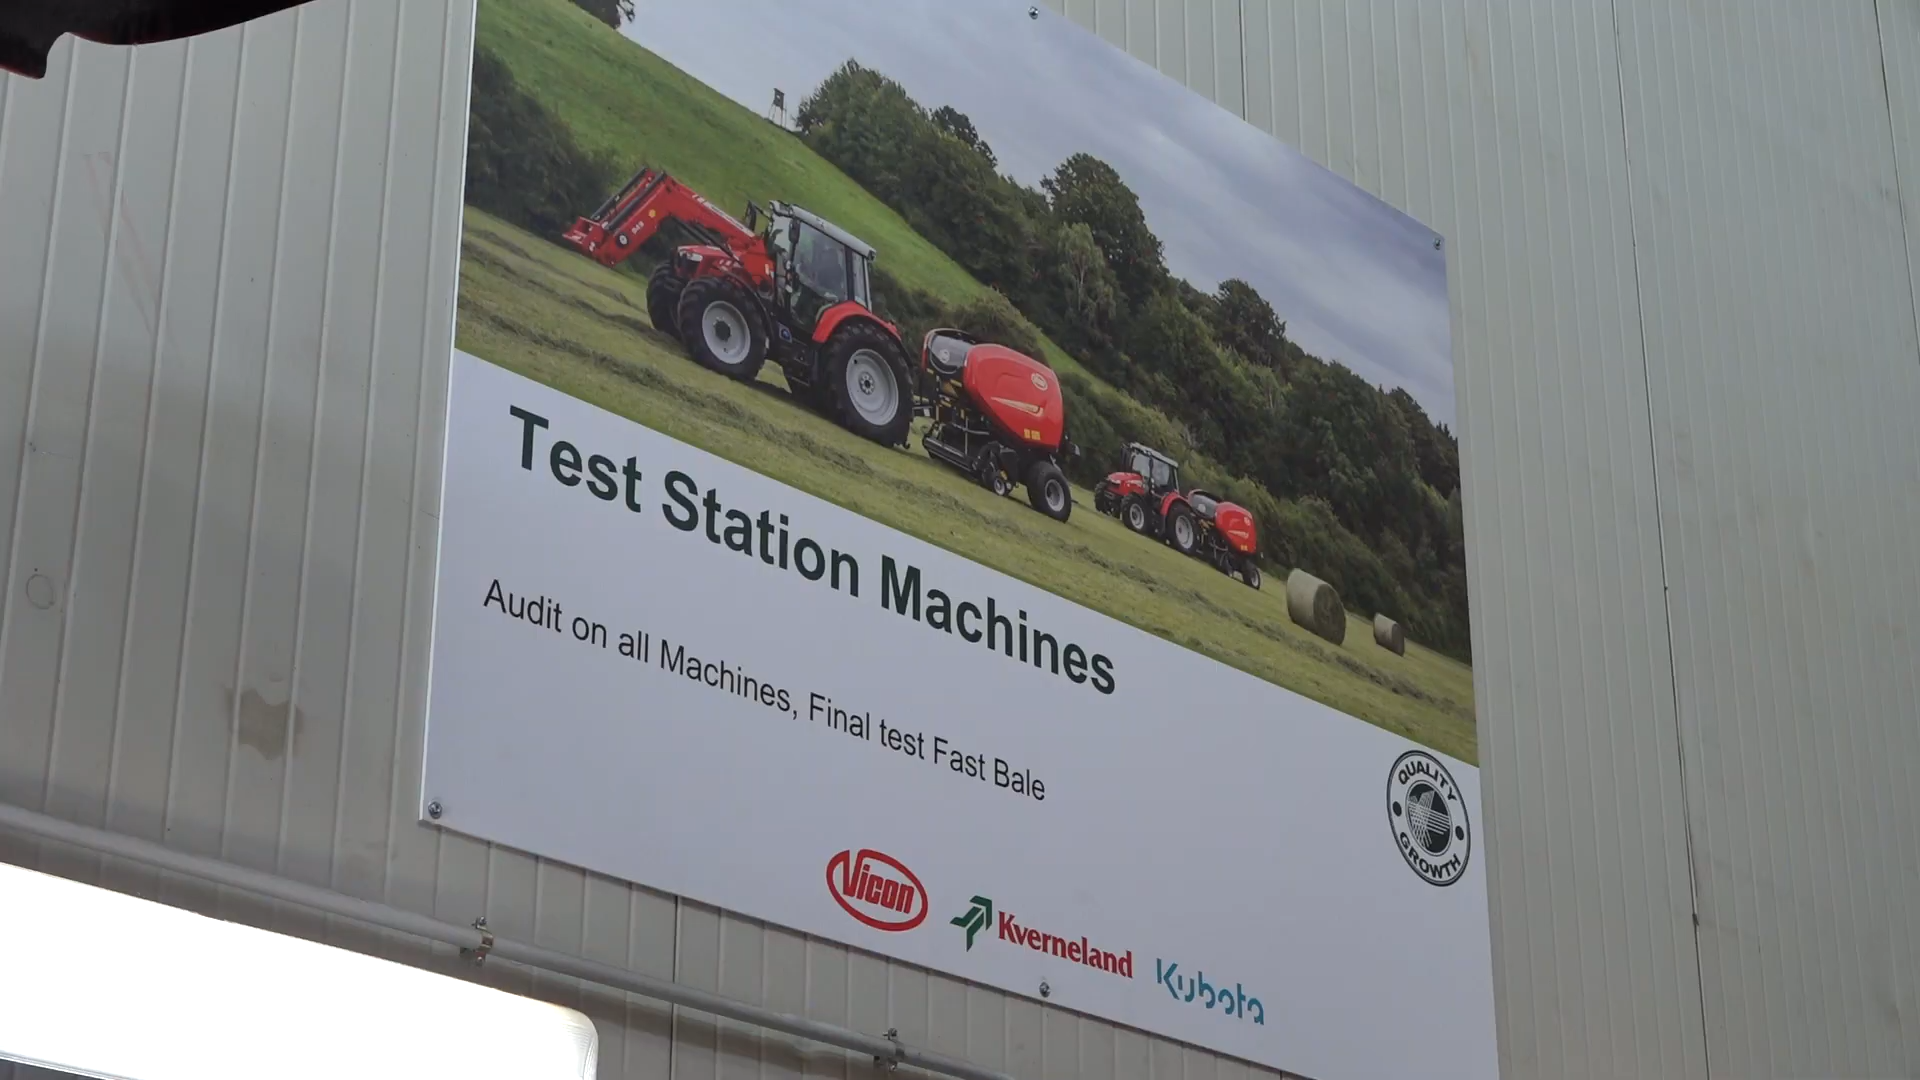 Test Station Machines
Audit on all Machines, Final test Fast Bale
QUALITY
GROWTH
Vicon
Kverneland
Kubota